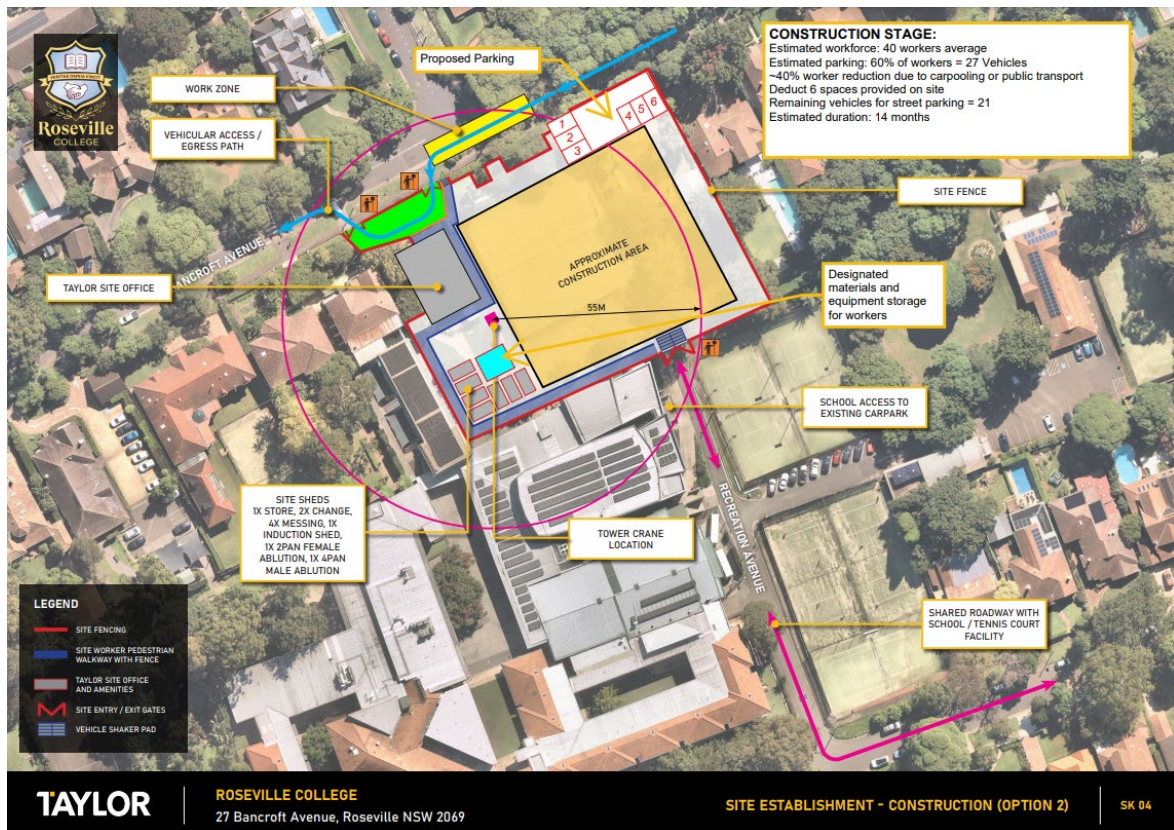 Roseville
COLLEGE
WORK ZONE
VEHICULAR ACCESS /
EGRESS PATH
Proposed Parking
1
2
3
4
5
6
CONSTRUCTION STAGE:
Estimated workforce: 40 workers average
Estimated parking: 60% of workers = 27 Vehicles
~40% worker reduction due to carpooling or public transport
Deduct 6 spaces provided on site
Remaining vehicles for street parking = 21
Estimated duration: 14 months
SITE FENCE
AVENUE
TAYLOR SITE OFFICE
APPROXIMATE
CONSTRUCTION AREA
55M
Designated
materials and
equipment storage
for workers
SCHOOL ACCESS TO
EXISTING CARPARK
RECREATION AVENUE
SITE SHEDS
1X STORE, 2X CHANGE,
4X MESSING, 1X
INDUCTION SHED,
1X 2PAN FEMALE
ABLUTION, 1X 4PAN
MALE ABLUTION
TOWER CRANE
LOCATION
SHARED ROADWAY WITH
SCHOOL / TENNIS COURT
FACILITY
LEGEND
SITE FENCING
SITE WORKER PEDESTRIAN
WALKWAY WITH FENCE
TAYLOR SITE OFFICE
AND AMENITIES
SITE ENTRY / EXIT GATES
VEHICLE SHAKER PAD
TAYLOR
ROSEVILLE COLLEGE
27 Bancroft Avenue, Roseville NSW 2069
SITE ESTABLISHMENT - CONSTRUCTION (OPTION 2)
SK 04